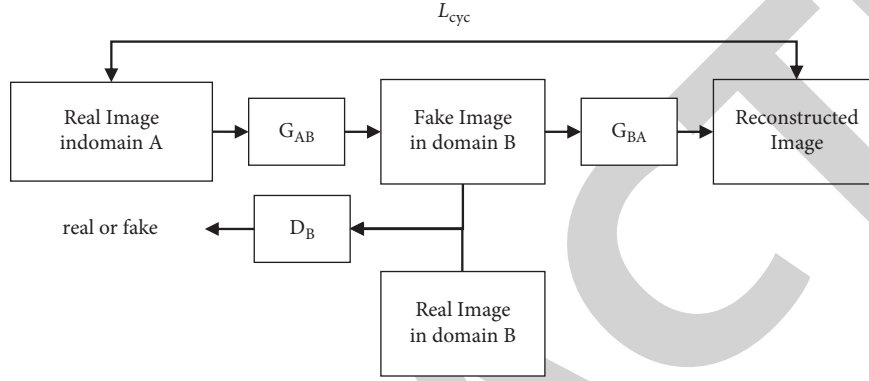 L_cyc
Real Image
indomain A
G_AB
Fake Image
in domain B
G_BA
Reconstructed
Image
real or fake
D_B
Real Image
in domain B